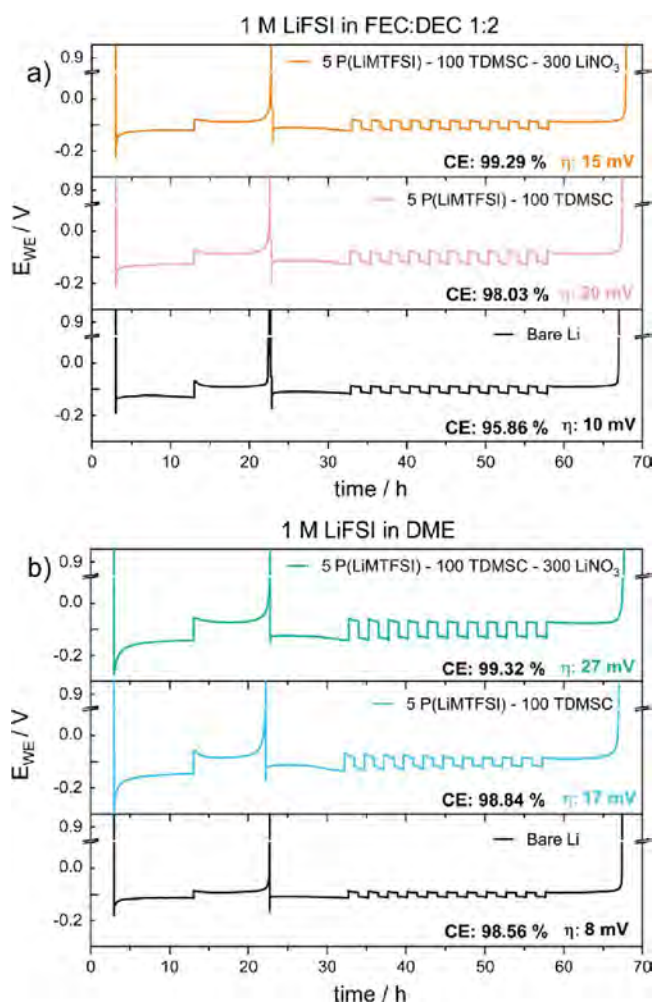 1 M LiFSI in FEC:DEC 1:2
a)
0.9
5 P(LiMTFSI) - 100 TDMSC - 300 LiNO₃
0.0
-0.2
CE: 99.29 % η: 15 mV
0.9
5 P(LiMTFSI) - 100 TDMSC
0.0
-0.2
CE: 98.03 % η: 20 mV
0.9
Bare Li
0.0
-0.2
CE: 95.86 % η: 10 mV
E_WE / V
0 10 20 30 40 50 60 70
time / h
1 M LiFSI in DME
b)
0.9
5 P(LiMTFSI) - 100 TDMSC - 300 LiNO₃
0.0
-0.2
CE: 99.32 % η: 27 mV
0.9
5 P(LiMTFSI) - 100 TDMSC
0.0
-0.2
CE: 98.84 % η: 17 mV
0.9
Bare Li
0.0
-0.2
CE: 98.56 % η: 8 mV
E_WE / V
0 10 20 30 40 50 60 70
time / h